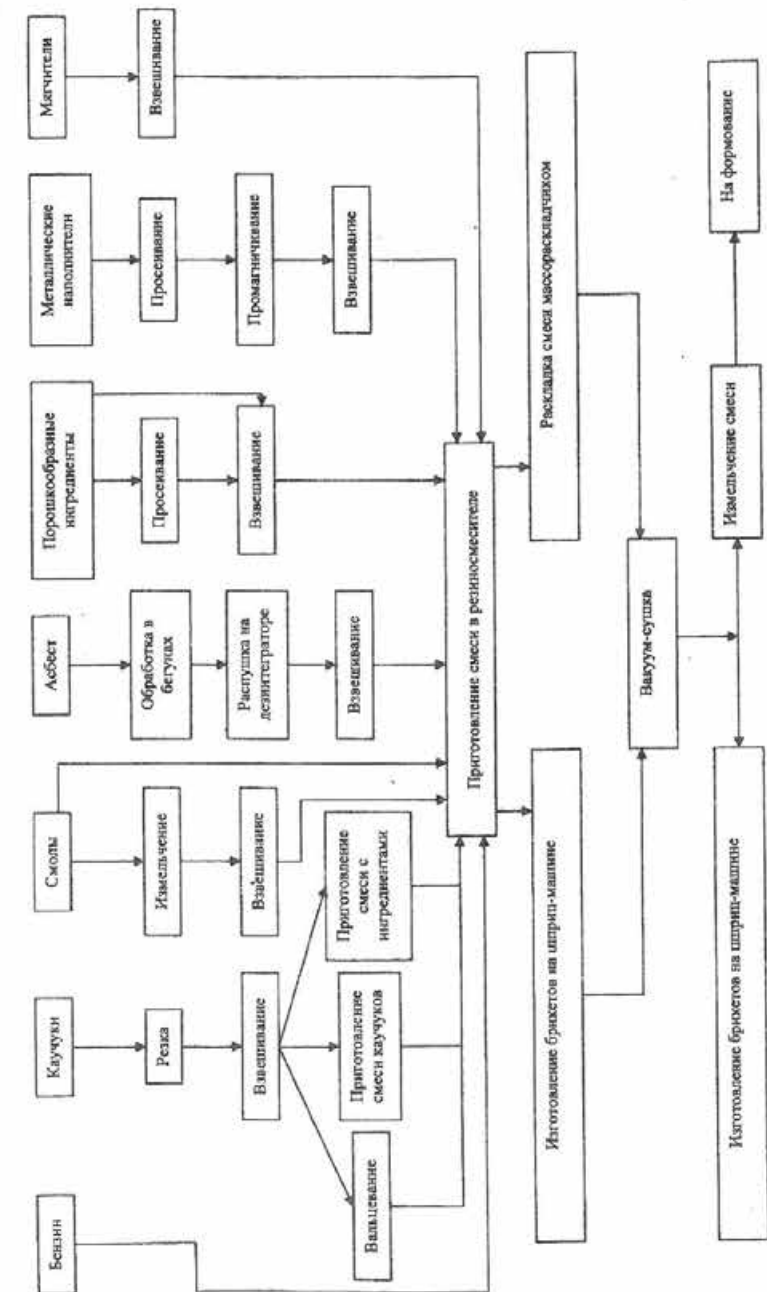 Бензин
Каучуки
Смолы
Асбест
Порошкообразные
ингредиенты
Металлические
наполнители
Мягчители
Резка
Измельчение
Обработка в
бегунах
Просеивание
Просеивание
Взвешивание
Взвешивание
Взвешивание
Распушка на
дезинтеграторе
Взвешивание
Промагничивание
Вальцевание
Приготовление
смеси каучуков
Приготовление
смеси с
ингредиентами
Взвешивание
Взвешивание
Приготовление смеси в резиносмесителе
Изготовление брикетов на шприц-машине
Раскладка смеси массораскладчиком
Вакуум-сушка
Изготовление брикетов на шприц-машине
Измельчение смеси
На формование